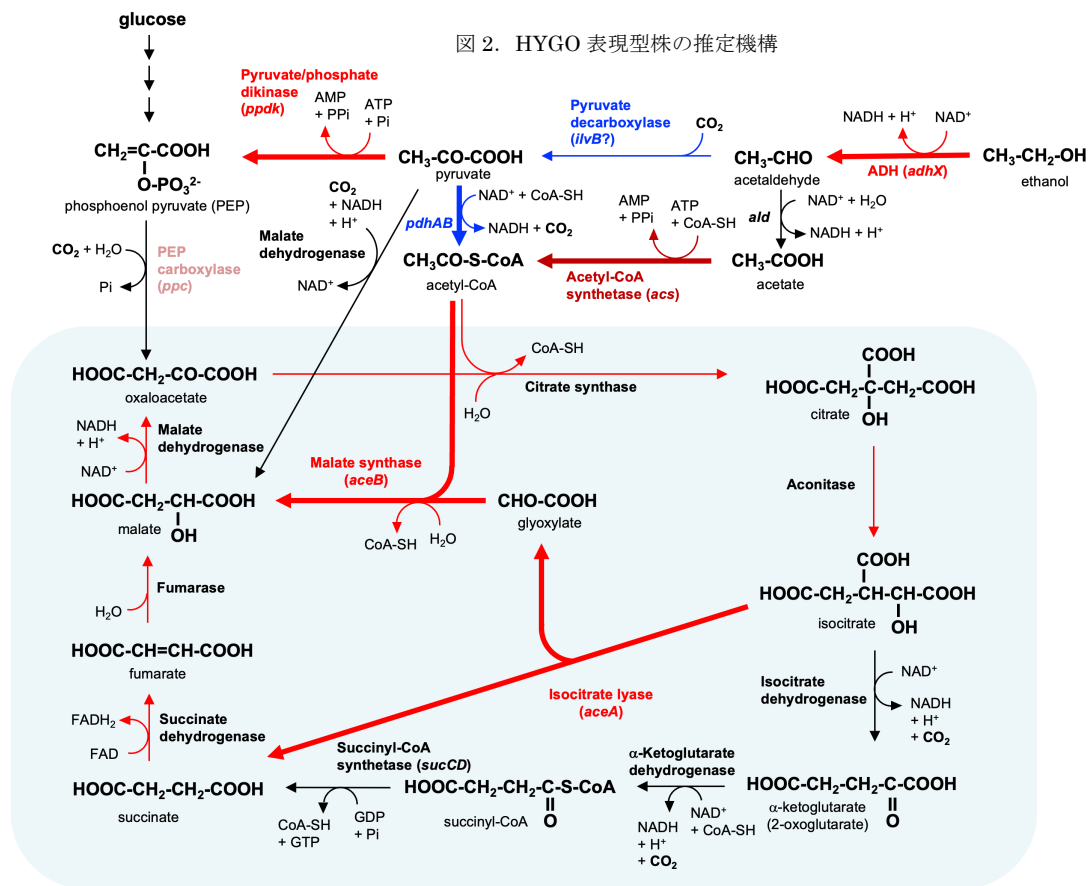 図 2．HYGO 表現型株の推定機構
glucose
Pyruvate/phosphate
dikinase
(ppdk)
AMP
+ PPi
ATP
+ Pi
Pyruvate
decarboxylase
(ilvB?)
CO2
NADH + H+
NAD+
ADH (adhX)
CH2=C-COOH
O-PO32-
phosphoenol pyruvate (PEP)
CH3-CO-COOH
pyruvate
CH3-CHO
acetaldehyde
CH3-CH2-OH
ethanol
CO2
+ NADH
+ H+
Malate
dehydrogenase
NAD+
pdhAB
NAD+ + CoA-SH
NADH + CO2
AMP
+ PPi
ATP
+ CoA-SH
ald
NAD+ + H2O
NADH + H+
CO2 + H2O
Pi
PEP
carboxylase
(ppc)
CH3CO-S-CoA
acetyl-CoA
Acetyl-CoA
synthetase (acs)
CH3-COOH
acetate
HOOC-CH2-CO-COOH
oxaloacetate
CoA-SH
H2O
Citrate synthase
COOH
HOOC-CH2-C-CH2-COOH
OH
citrate
NADH
+ H+
NAD+
Malate
dehydrogenase
Malate synthase
(aceB)
CoA-SH
H2O
HOOC-CH2-CH-COOH
OH
malate
CHO-COOH
glyoxylate
Aconitase
Fumarase
H2O
COOH
HOOC-CH2-CH-CH-COOH
OH
isocitrate
HOOC-CH=CH-COOH
fumarate
Isocitrate lyase
(aceA)
Isocitrate
dehydrogenase
NAD+
NADH
+ H+
+ CO2
FADH2
FAD
Succinate
dehydrogenase
Succinyl-CoA
synthetase (sucCD)
CoA-SH
+ GTP
GDP
+ Pi
α-Ketoglutarate
dehydrogenase
NADH
+ H+
+ CO2
NAD+
+ CoA-SH
HOOC-CH2-CH2-COOH
succinate
HOOC-CH2-CH2-C-S-CoA
O
succinyl-CoA
HOOC-CH2-CH2-C-COOH
O
α-ketoglutarate
(2-oxoglutarate)